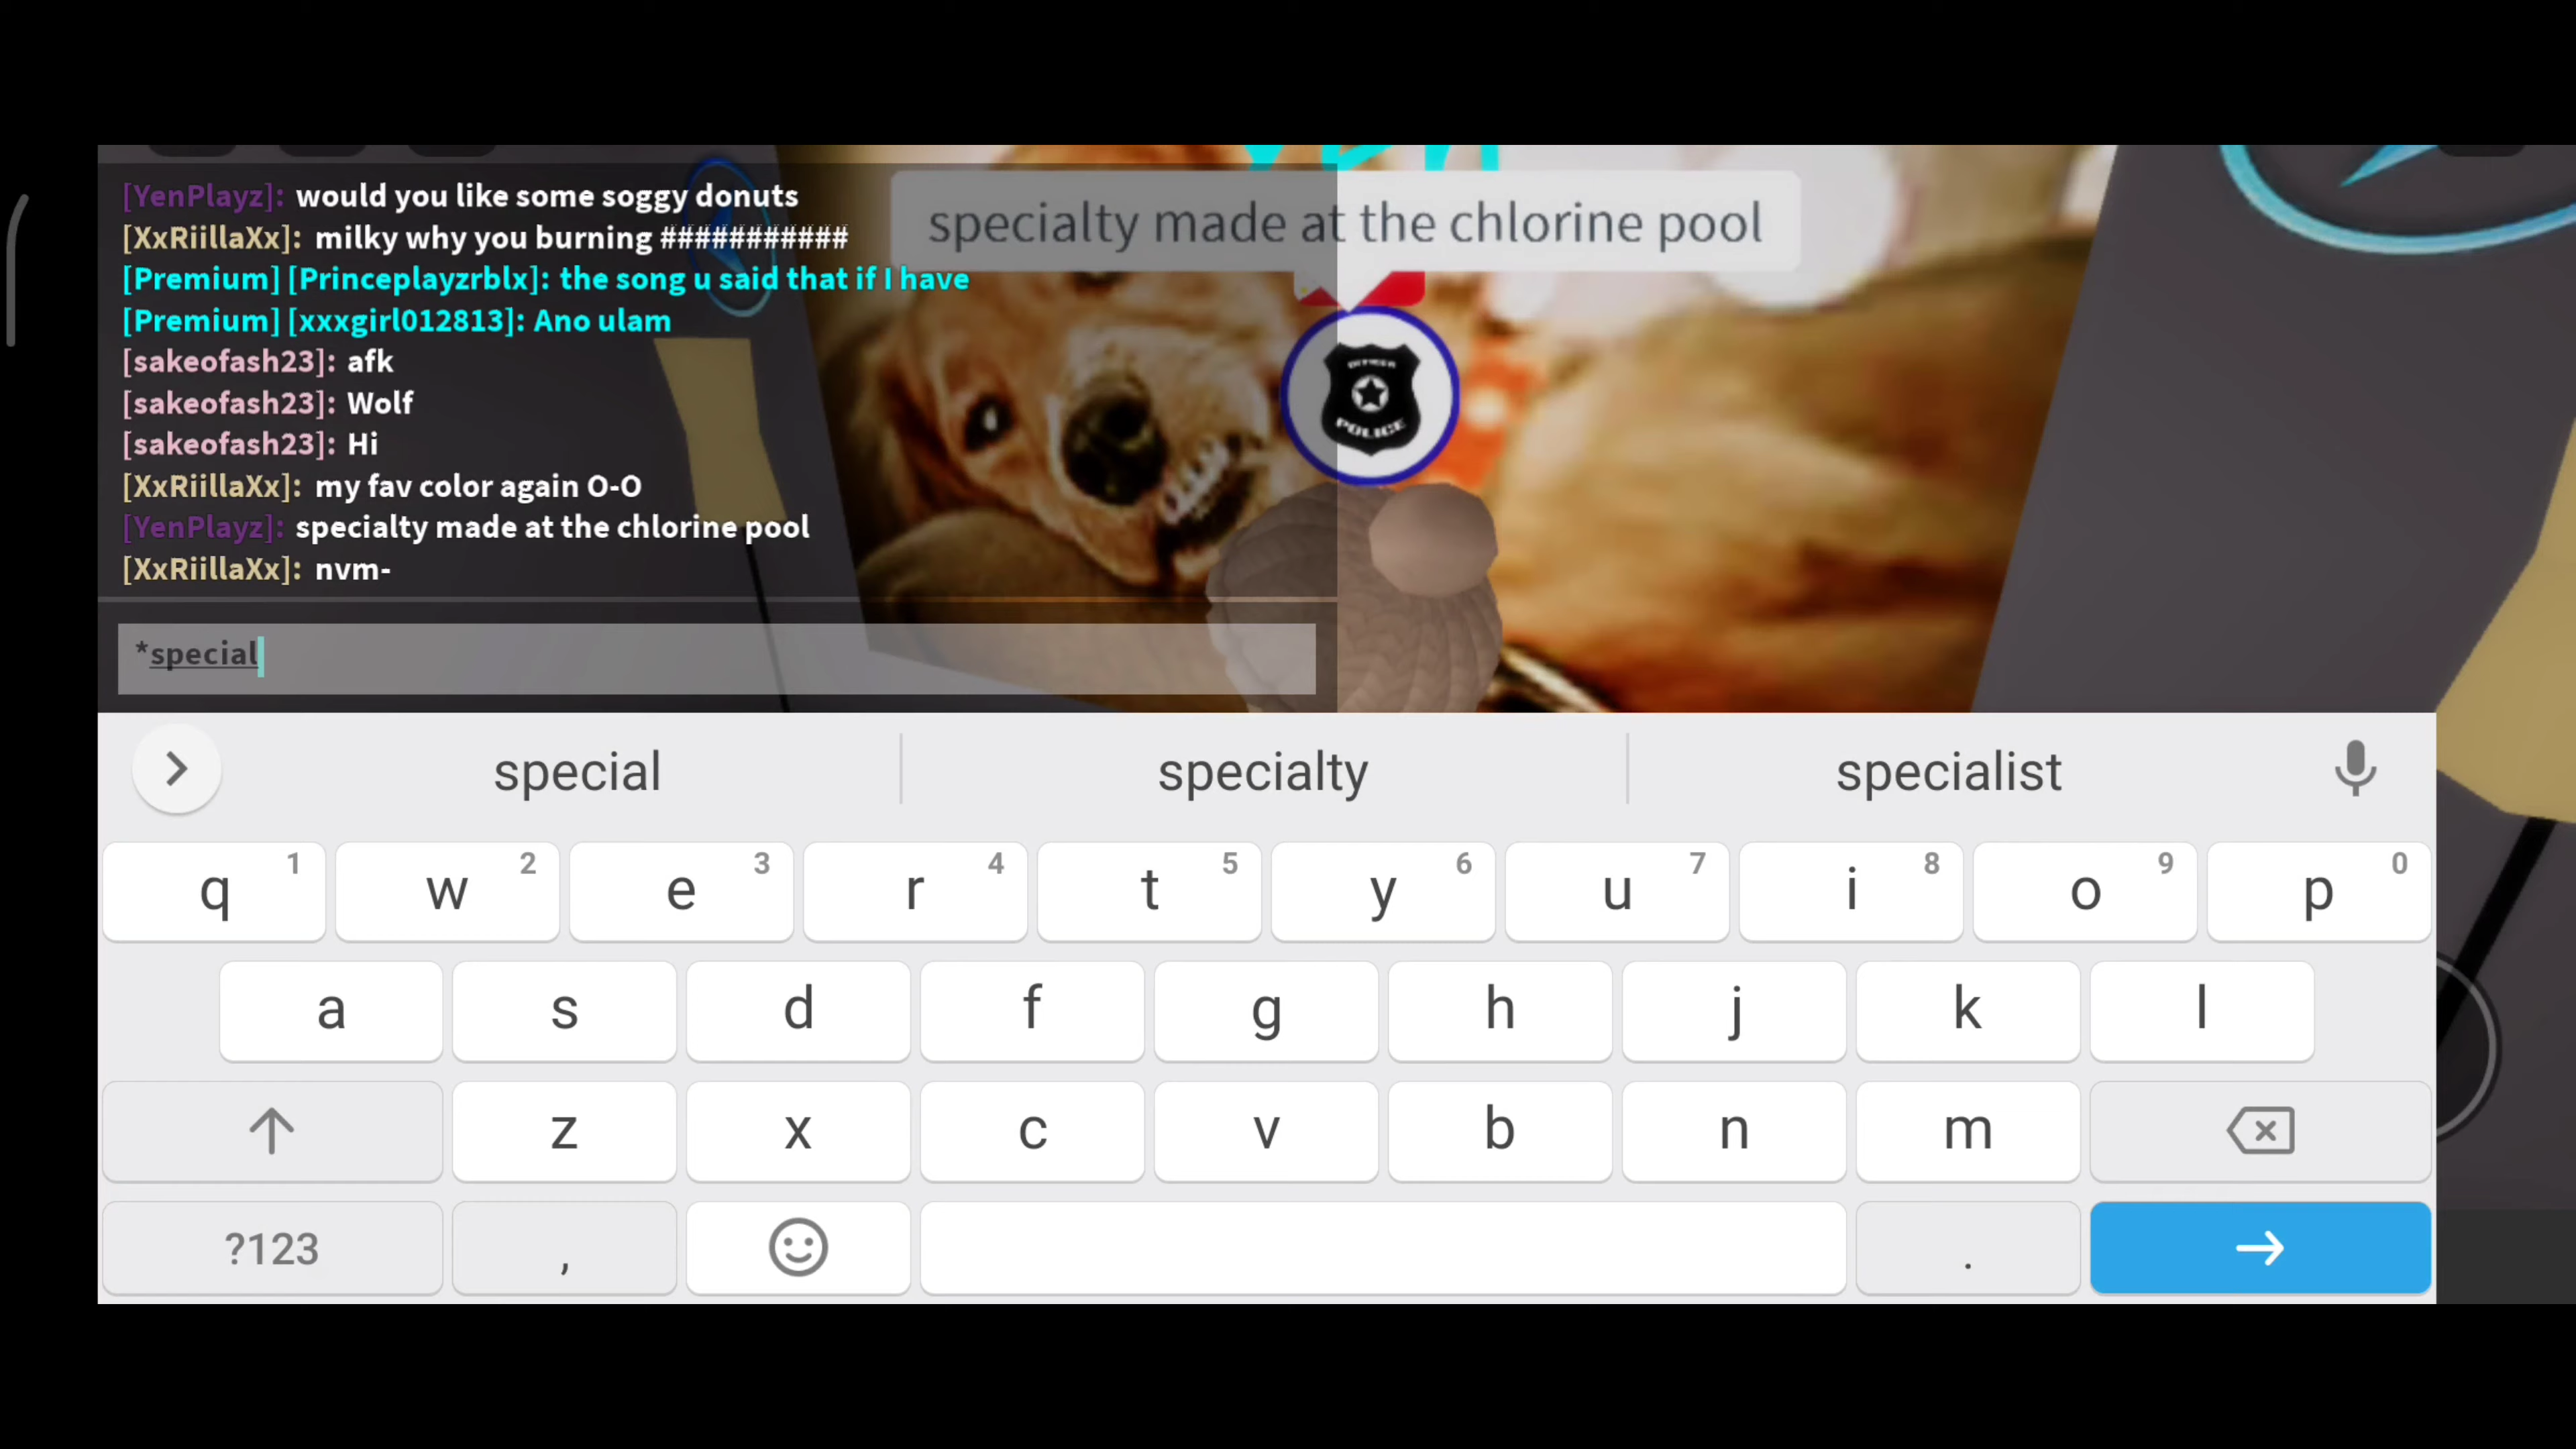 [YenPlayz]: would you like some soggy donuts
[XxRiillaXx]: milky why you burning ###########
[Premium] [Princeplayzrblx]: the song u said that if I have
[Premium] [xxxgirl012813]: Ano ulam
[sakeofash23]: afk
[sakeofash23]: Wolf
[sakeofash23]: Hi
[XxRiillaXx]: my fav color again O-O
[YenPlayz]: specialty made at the chlorine pool
[XxRiillaXx]: nvm-
*special
specialty made at the chlorine pool
POLICE
special specialty specialist
q 1 w 2 e 3 r 4 t 5 y 6 u 7 i 8 o 9 p 0
a s d f g h j k l
z x c v b n m
?123 , .